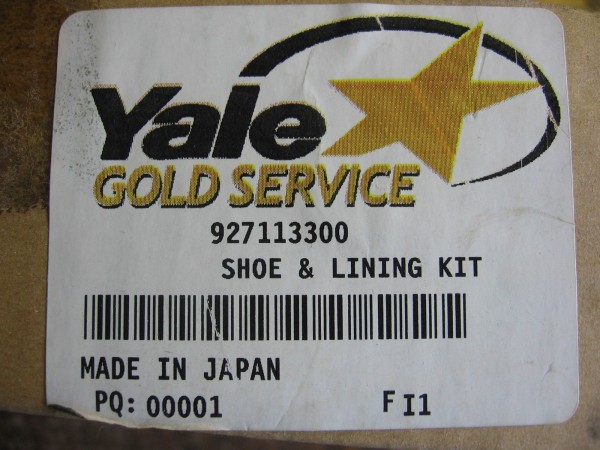 Yale
GOLD SERVICE
927113300
SHOE & LINING KIT
MADE IN JAPAN
PQ: 00001 F I1